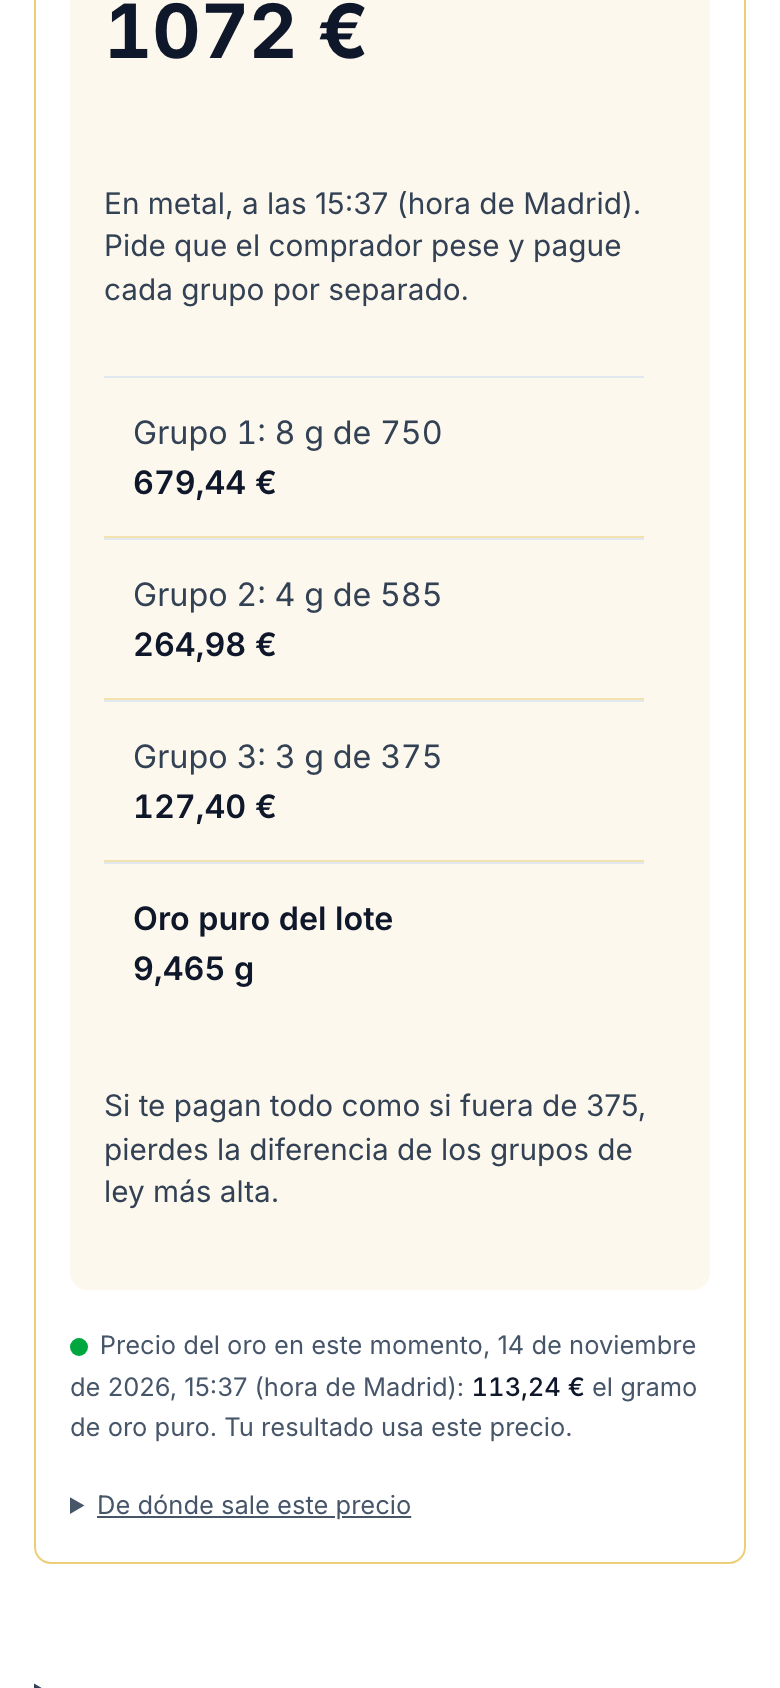 1072 €
En metal, a las 15:37 (hora de Madrid).
Pide que el comprador pese y pague
cada grupo por separado.
Grupo 1: 8 g de 750
679,44 €
Grupo 2: 4 g de 585
264,98 €
Grupo 3: 3 g de 375
127,40 €
Oro puro del lote
9,465 g
Si te pagan todo como si fuera de 375,
pierdes la diferencia de los grupos de
ley más alta.
Precio del oro en este momento, 14 de noviembre
de 2026, 15:37 (hora de Madrid): 113,24 € el gramo
de oro puro. Tu resultado usa este precio.
De dónde sale este precio